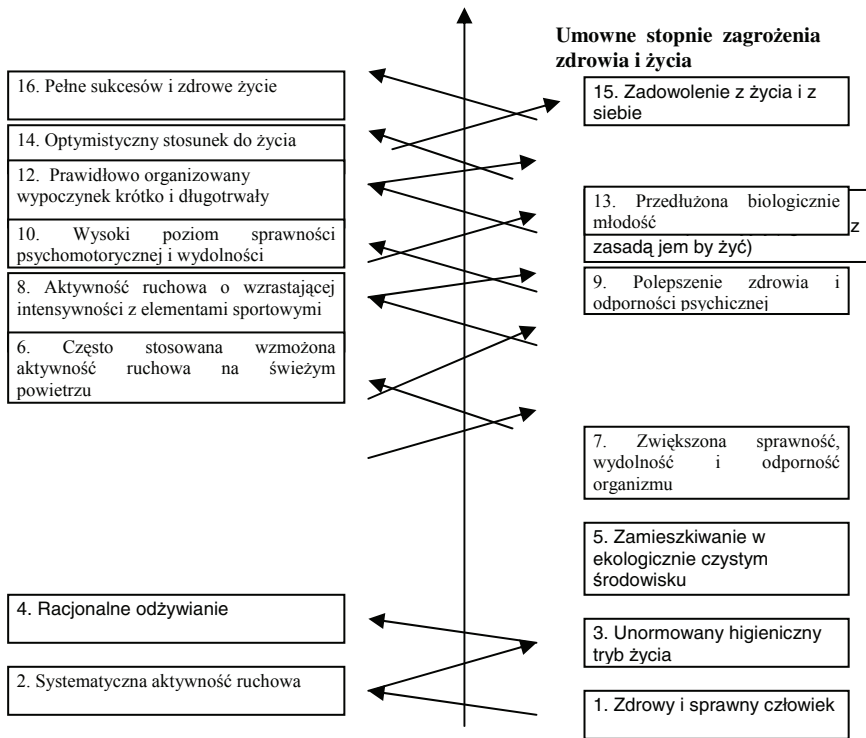 Umowne stopnie zagrożenia
zdrowia i życia
16. Pełne sukcesów i zdrowe życie
15. Zadowolenie z życia i z
siebie
14. Optymistyczny stosunek do życia
12. Prawidłowo organizowany
wypoczynek krótko i długotrwały
13. Przedłużona biologicznie
młodość
z
zasadą jem by żyć)
10. Wysoki poziom sprawności
psychomotorycznej i wydolności
8. Aktywność ruchowa o wzrastającej
intensywności z elementami sportowymi
9. Polepszenie zdrowia i
odporności psychicznej
6. Często stosowana wzmożona
aktywność ruchowa na świeżym
powietrzu
7. Zwiększona sprawność,
wydolność i odporność
organizmu
5. Zamieszkiwanie w
ekologicznie czystym
środowisku
4. Racjonalne odżywianie
3. Unormowany higieniczny
tryb życia
2. Systematyczna aktywność ruchowa
1. Zdrowy i sprawny człowiek